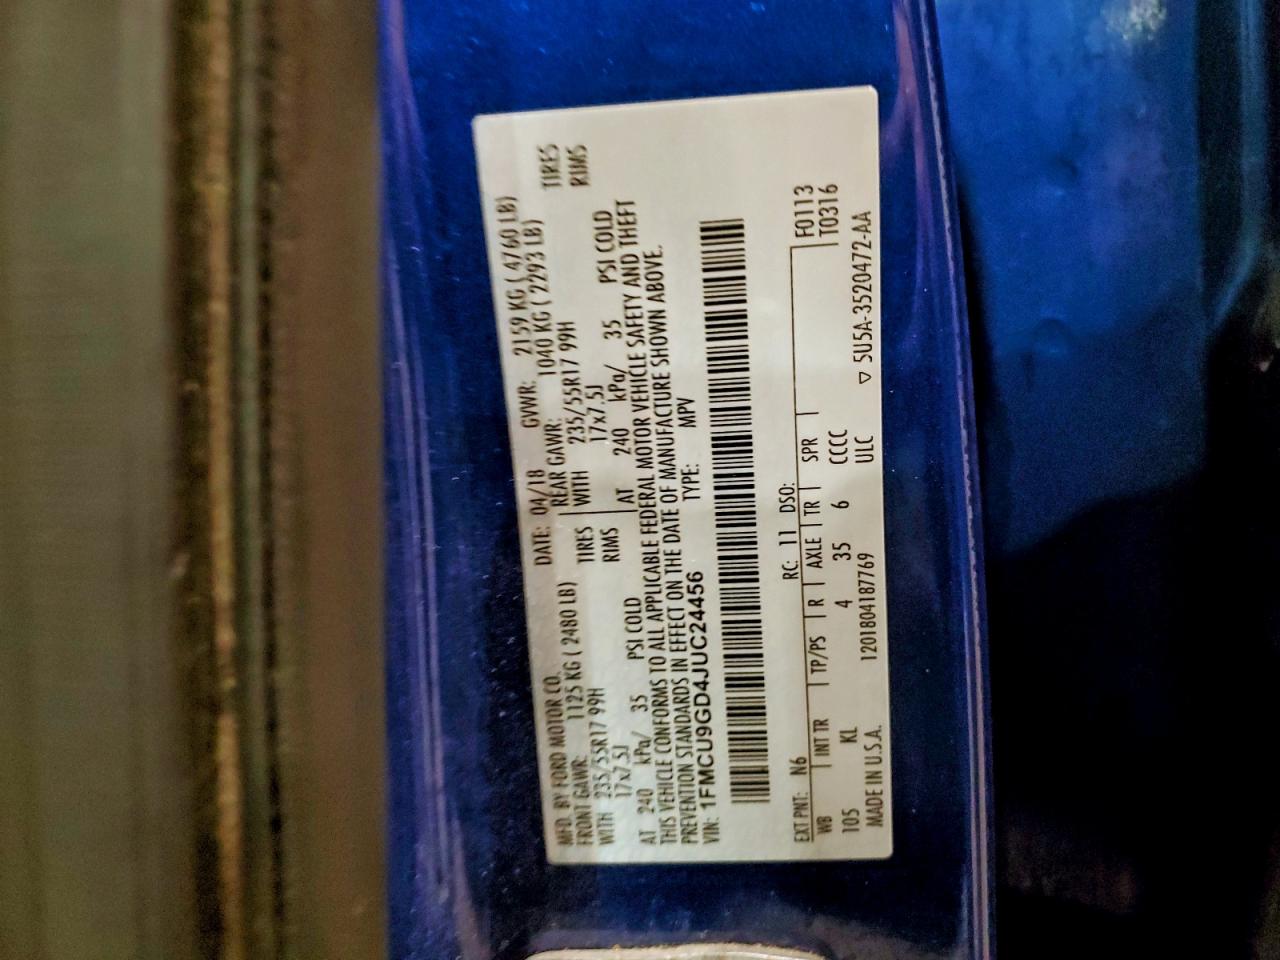 MFD. BY FORD MOTOR CO.
DATE: 04/18 GVWR: 2159 KG ( 4760 LB)
FRONT GAWR: 1125 KG ( 2480 LB) REAR GAWR: 1040 KG ( 2293 LB)
WITH 235/55R17 99H TIRES WITH 235/55R17 99H TIRES
17x7.5J RIMS 17x7.5J RIMS
AT 240 kPa/ 35 PSI COLD AT 240 kPa/ 35 PSI COLD
THIS VEHICLE CONFORMS TO ALL APPLICABLE FEDERAL MOTOR VEHICLE SAFETY AND THEFT
PREVENTION STANDARDS IN EFFECT ON THE DATE OF MANUFACTURE SHOWN ABOVE.
VIN: 1FMCU9GD4JUC24456 TYPE: MPV
EXT PNT: N6 RC: 11 DSO: F0113
WB INT TR TP/PS R AXLE TR SPR T0316
105 KL 4 35 6 CCCC
MADE IN U.S.A. 1201804187769 ULC ▽ 5U5A-3520472-AA